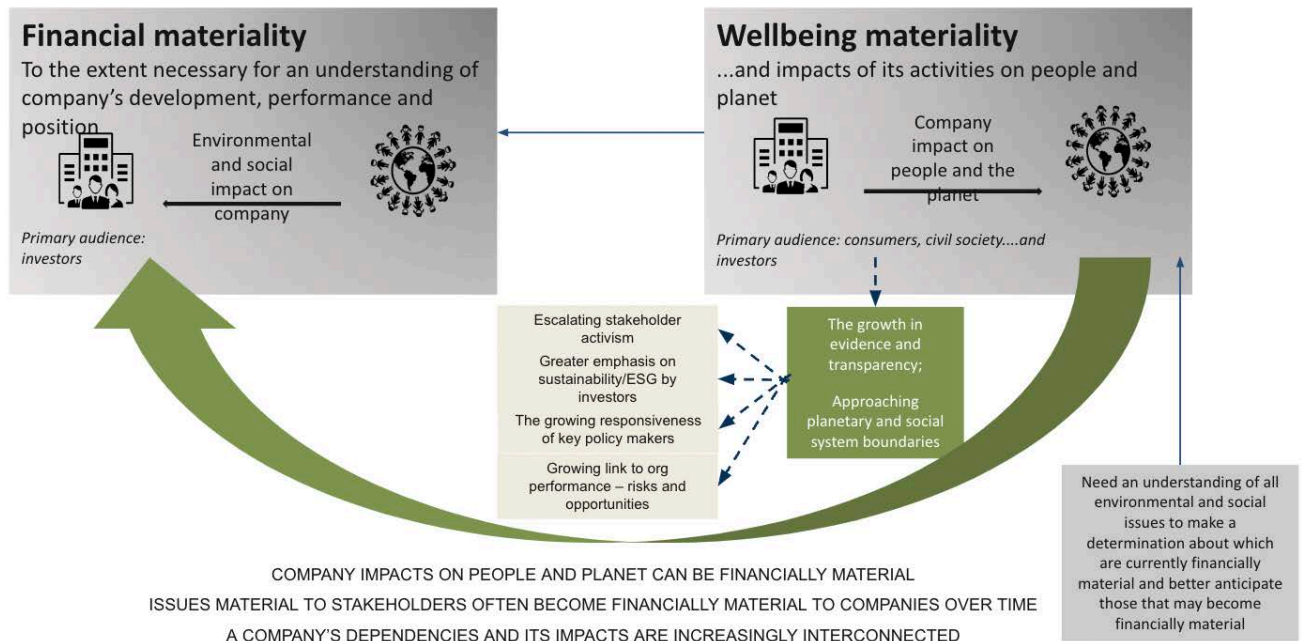 Financial materiality
To the extent necessary for an understanding of
company's development, performance and
position
Environmental
and social
impact on
company
Primary audience:
investors
Wellbeing materiality
...and impacts of its activities on people and
planet
Company
impact on
people and the
planet
Primary audience: consumers, civil society....and
investors
Escalating stakeholder
activism
Greater emphasis on
sustainability/ESG by
investors
The growing responsiveness
of key policy makers
Growing link to org
performance – risks and
opportunities
The growth in
evidence and
transparency;
Approaching
planetary and social
system boundaries
Need an understanding of all
environmental and social
issues to make a
determination about which
are currently financially
material and better anticipate
those that may become
financially material
COMPANY IMPACTS ON PEOPLE AND PLANET CAN BE FINANCIALLY MATERIAL
ISSUES MATERIAL TO STAKEHOLDERS OFTEN BECOME FINANCIALLY MATERIAL TO COMPANIES OVER TIME
A COMPANY'S DEPENDENCIES AND ITS IMPACTS ARE INCREASINGLY INTERCONNECTED